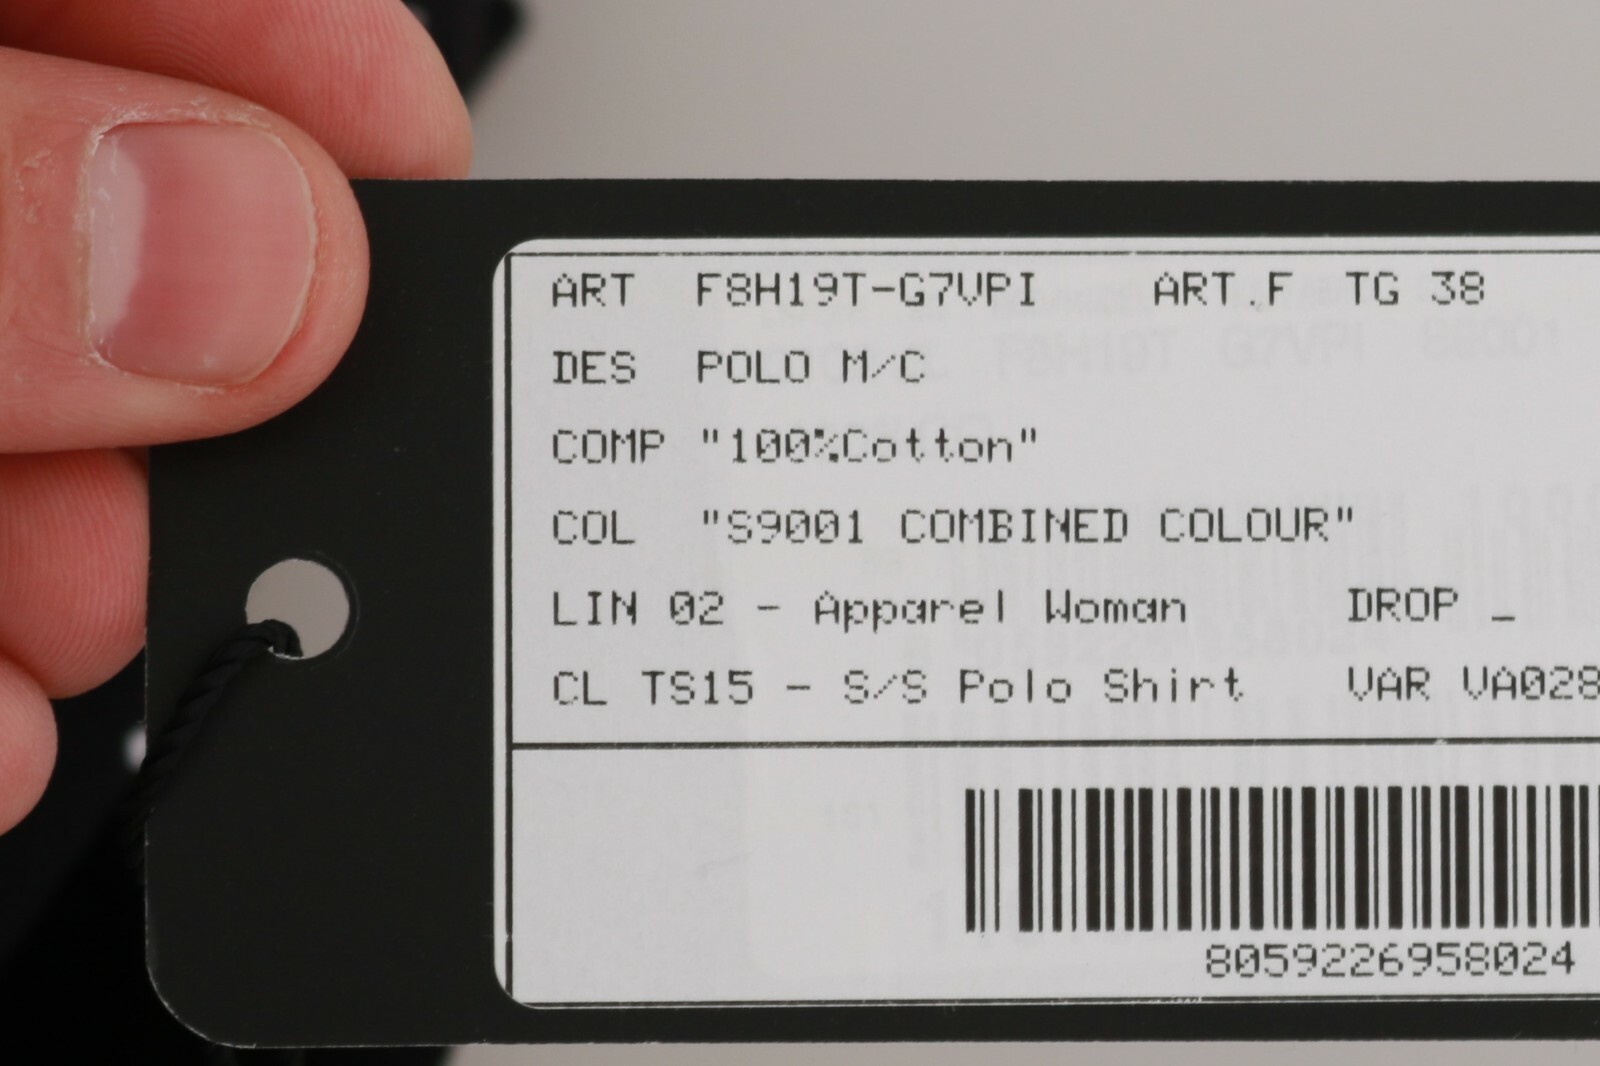 ART F8H19T-G7VPI ART.F TG 38
DES POLO M/C
COMP "100%Cotton"
COL "S9001 COMBINED COLOUR"
LIN 02 - Apparel Woman DROP _
CL TS15 - S/S Polo Shirt VAR VA028
8059226958024